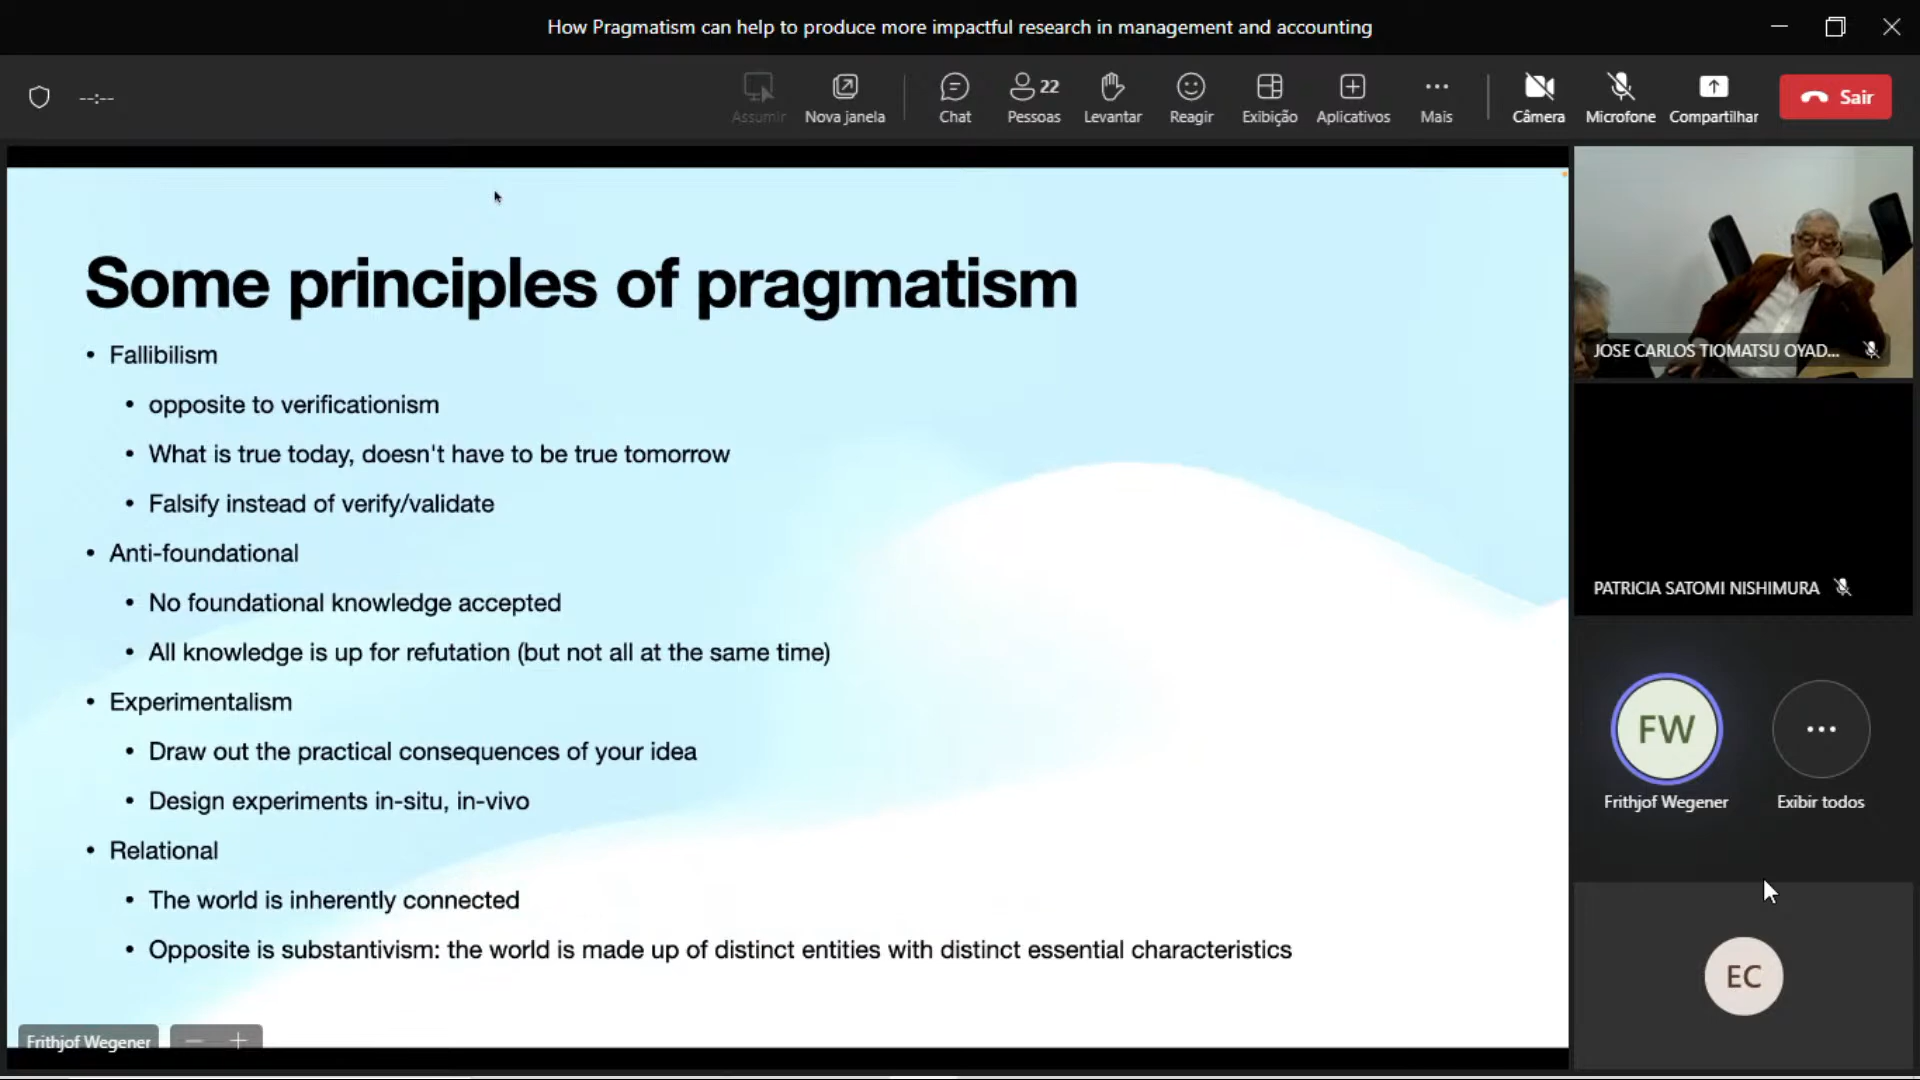 How Pragmatism can help to produce more impactful research in management and accounting
--:--
Assumir
Nova janela
Chat
22
Pessoas
Levantar
Reagir
Exibição
Aplicativos
Mais
Câmera
Microfone
Compartilhar
Sair
Some principles of pragmatism
• Fallibilism
• opposite to verificationism
• What is true today, doesn't have to be true tomorrow
• Falsify instead of verify/validate
• Anti-foundational
• No foundational knowledge accepted
• All knowledge is up for refutation (but not all at the same time)
• Experimentalism
• Draw out the practical consequences of your idea
• Design experiments in-situ, in-vivo
• Relational
• The world is inherently connected
• Opposite is substantivism: the world is made up of distinct entities with distinct essential characteristics
Frithjof Wegener
JOSE CARLOS TIOMATSU OYAD...
PATRICIA SATOMI NISHIMURA
FW
Frithjof Wegener
Exibir todos
EC